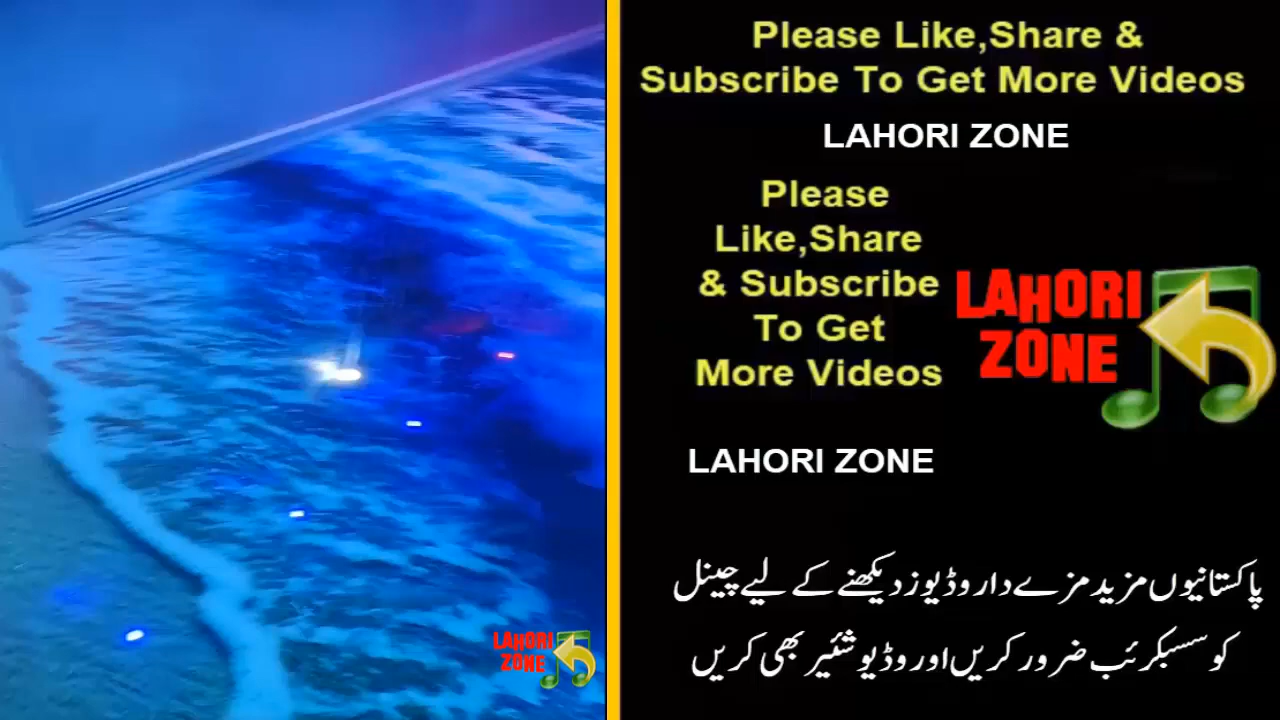 Please Like,Share &
Subscribe To Get More Videos
LAHORI ZONE
Please
Like,Share
& Subscribe
To Get
More Videos
LAHORI
ZONE
LAHORI ZONE
پاکستانیوں مزید مزے دار وڈیوز دیکھنے کے لیے چینل
کو سسبکرئب ضرور کریں اور وڈیو شئیر بھی کریں
LAHORI
ZONE